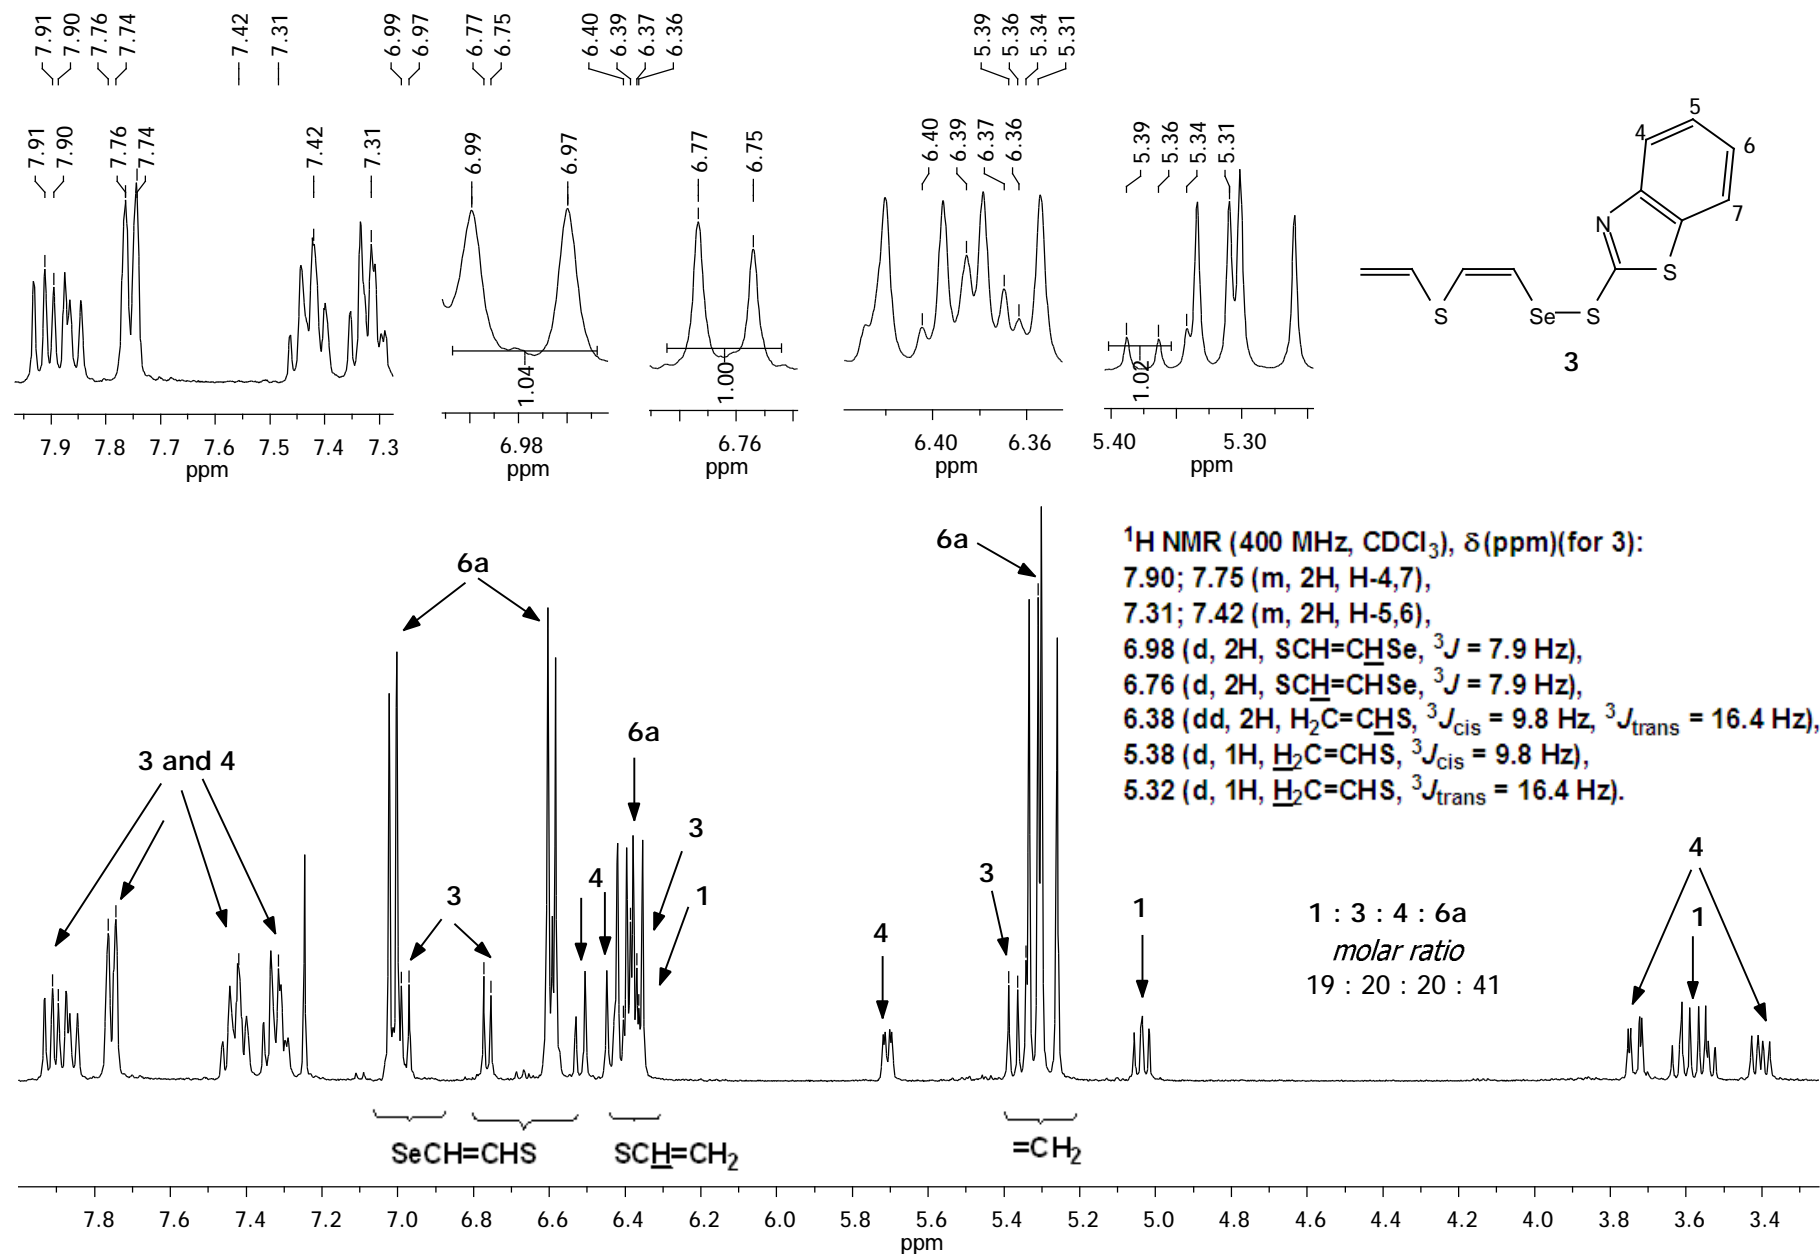 7.91 7.90 7.76 7.74 7.42 7.31 6.99 6.97 6.77 6.75 6.40 6.39 6.37 6.36 5.39 5.36 5.34 5.31
7.91 7.90 7.76 7.74 7.42 7.31
7.9 7.8 7.7 7.6 7.5 7.4 7.3
ppm
6.99 6.97
1.04
6.98
ppm
6.77 6.75
1.00
6.76
ppm
6.40 6.39 6.37 6.36
6.40 6.36
ppm
5.39 5.36 5.34 5.31
1.02
5.40 5.30
ppm
4 5 6 7
N S
S Se S
3
¹H NMR (400 MHz, CDCl₃), δ(ppm)(for 3):
7.90; 7.75 (m, 2H, H-4,7),
7.31; 7.42 (m, 2H, H-5,6),
6.98 (d, 2H, SCH=CHSe, ³J = 7.9 Hz),
6.76 (d, 2H, SCH=CHSe, ³J = 7.9 Hz),
6.38 (dd, 2H, H₂C=CHS, ³Jcis = 9.8 Hz, ³Jtrans = 16.4 Hz),
5.38 (d, 1H, H₂C=CHS, ³Jcis = 9.8 Hz),
5.32 (d, 1H, H₂C=CHS, ³Jtrans = 16.4 Hz).
3 and 4
6a
3
4
6a
3
1
4
6a
3
1
4
1
1 : 3 : 4 : 6a
molar ratio
19 : 20 : 20 : 41
SeCH=CHS
SCH=CH₂
=CH₂
7.8 7.6 7.4 7.2 7.0 6.8 6.6 6.4 6.2 6.0 5.8 5.6 5.4 5.2 5.0 4.8 4.6 4.4 4.2 4.0 3.8 3.6 3.4
ppm